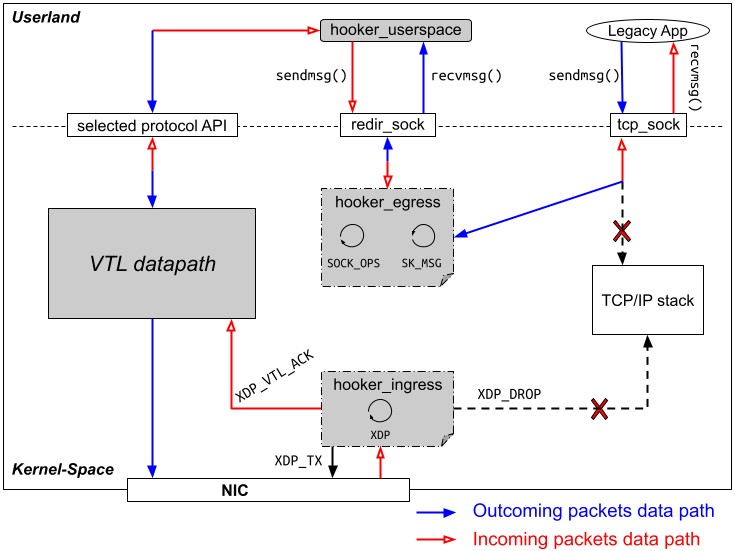 Userland
hooker_userspace
Legacy App
sendmsg()
recvmsg()
sendmsg()
recvmsg()
selected protocol API
redir_sock
tcp_sock
hooker_egress
SOCK_OPS
SK_MSG
VTL datapath
TCP/IP stack
XDP_VTL_ACK
hooker_ingress
XDP
XDP_DROP
XDP_TX
Kernel-Space
NIC
Outcoming packets data path
Incoming packets data path